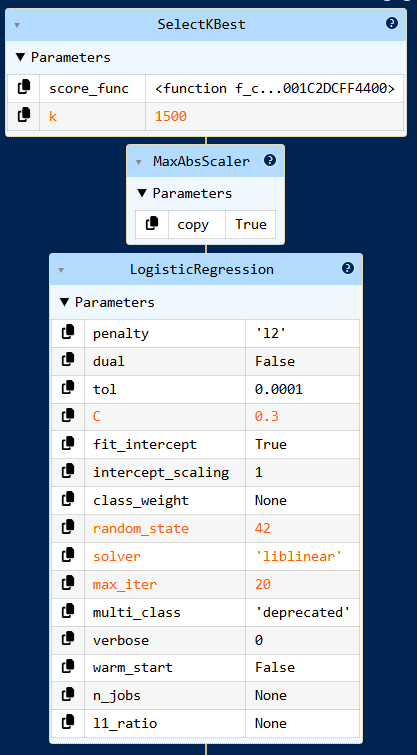 SelectKBest
Parameters
score_func <function f_c...001C2DCFF4400>
k 1500
MaxAbsScaler
Parameters
copy True
LogisticRegression
Parameters
penalty 'l2'
dual False
tol 0.0001
C 0.3
fit_intercept True
intercept_scaling 1
class_weight None
random_state 42
solver 'liblinear'
max_iter 20
multi_class 'deprecated'
verbose 0
warm_start False
n_jobs None
l1_ratio None